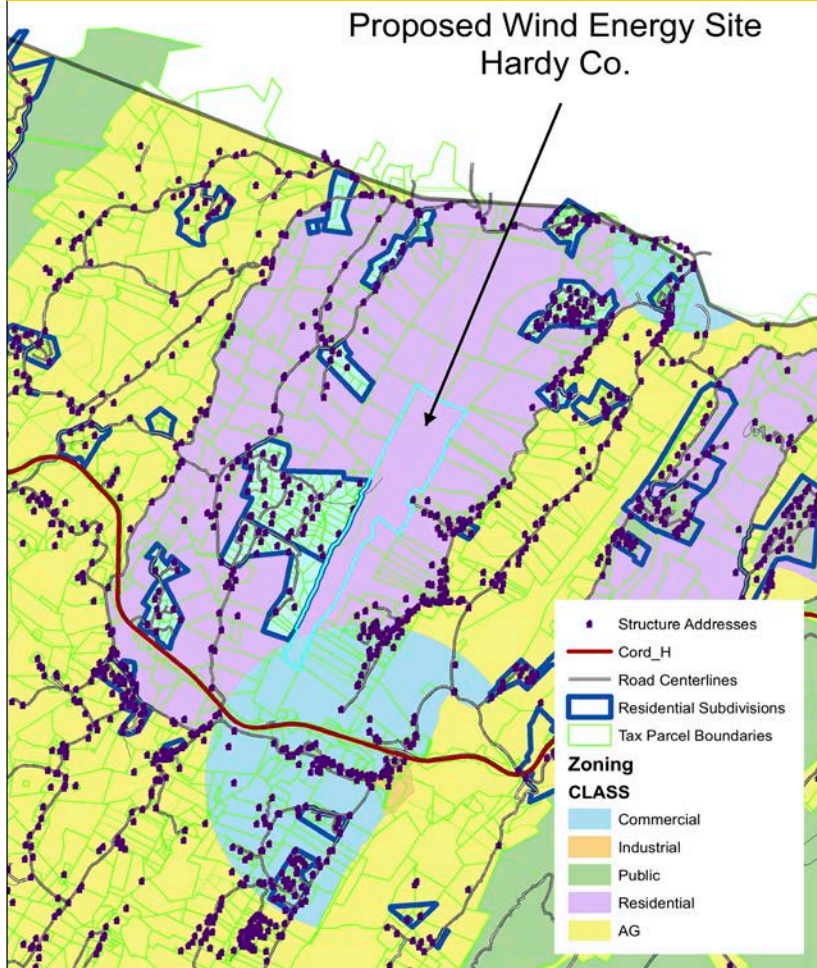 Proposed Wind Energy Site
Hardy Co.
Structure Addresses
Cord_H
Road Centerlines
Residential Subdivisions
Tax Parcel Boundaries
Zoning
CLASS
Commercial
Industrial
Public
Residential
AG